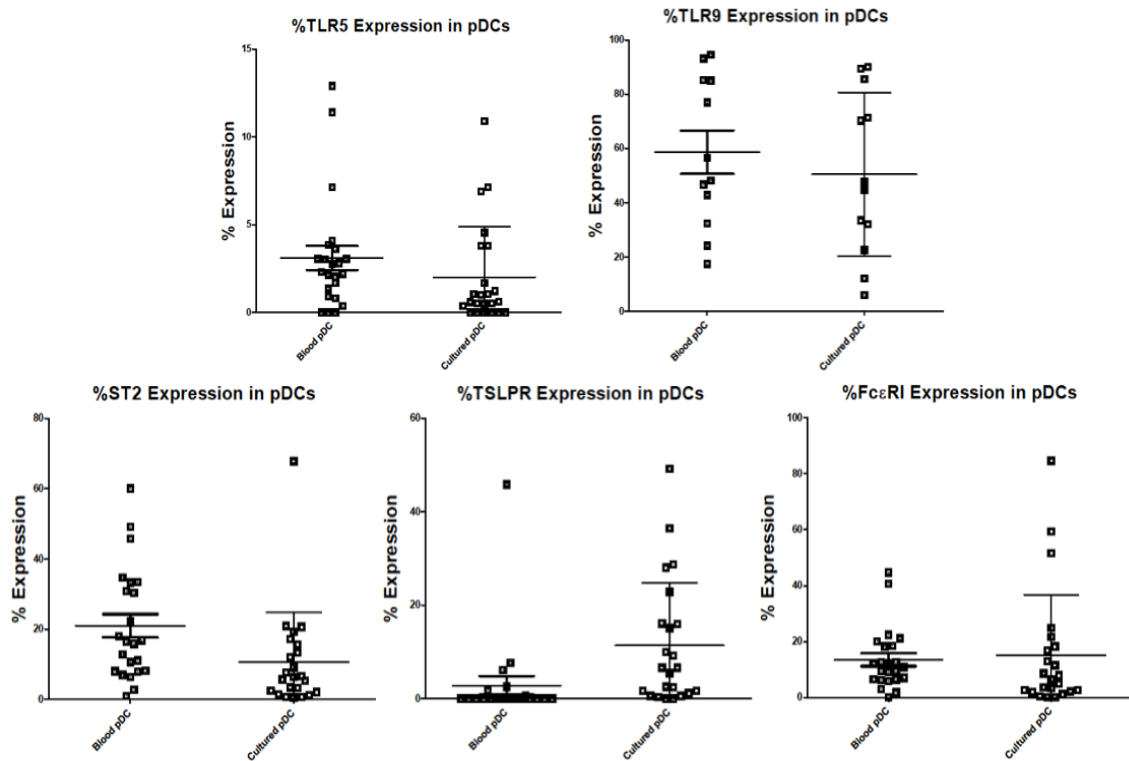 %TLR5 Expression in pDCs
% Expression
15
10
5
0
Blood pDC
Cultured pDC
%TLR9 Expression in pDCs
% Expression
100
80
60
40
20
0
Blood pDC
Cultured pDC
%ST2 Expression in pDCs
% Expression
80
60
40
20
0
Blood pDC
Cultured pDC
%TSLPR Expression in pDCs
% Expression
60
40
20
0
Blood pDC
Cultured pDC
%FcεRI Expression in pDCs
% Expression
100
80
60
40
20
0
Blood pDC
Cultured pDC